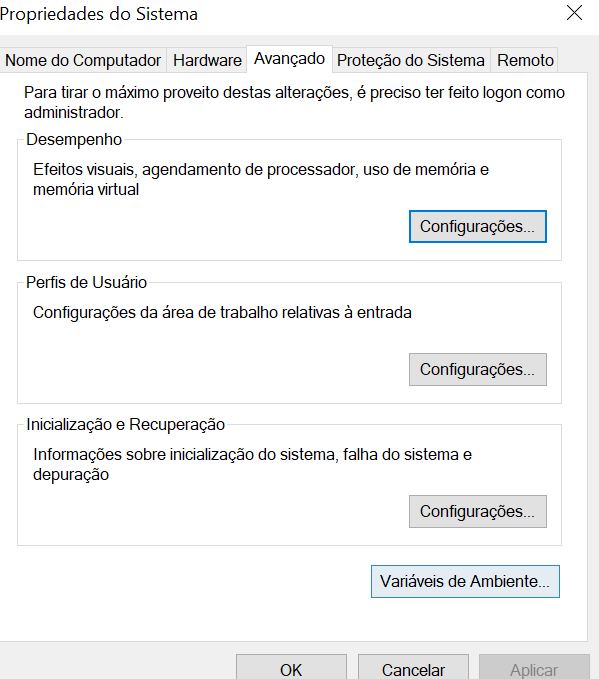 Propriedades do Sistema
Nome do Computador
Hardware
Avançado
Proteção do Sistema
Remoto
Para tirar o máximo proveito destas alterações, é preciso ter feito logon como
administrador.
Desempenho
Efeitos visuais, agendamento de processador, uso de memória e
memória virtual
Configurações...
Perfis de Usuário
Configurações da área de trabalho relativas à entrada
Configurações...
Inicialização e Recuperação
Informações sobre inicialização do sistema, falha do sistema e
depuração
Configurações...
Variáveis de Ambiente...
OK
Cancelar
Aplicar